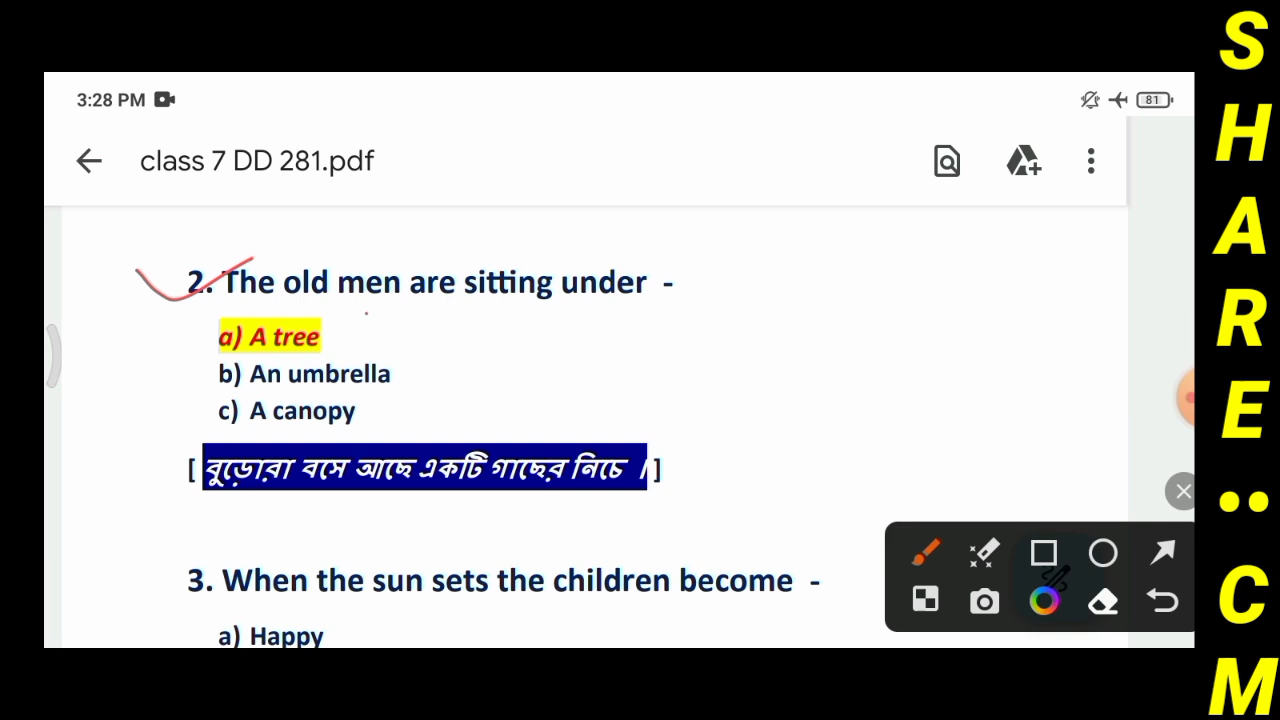 3:28 PM
81
class 7 DD 281.pdf
2. The old men are sitting under -
a) A tree
b) An umbrella
c) A canopy
[ বুড়োরা বসে আছে একটি গাছের নিচে । ]
3. When the sun sets the children become -
a) Happy
S
H
A
R
E
••
C
M